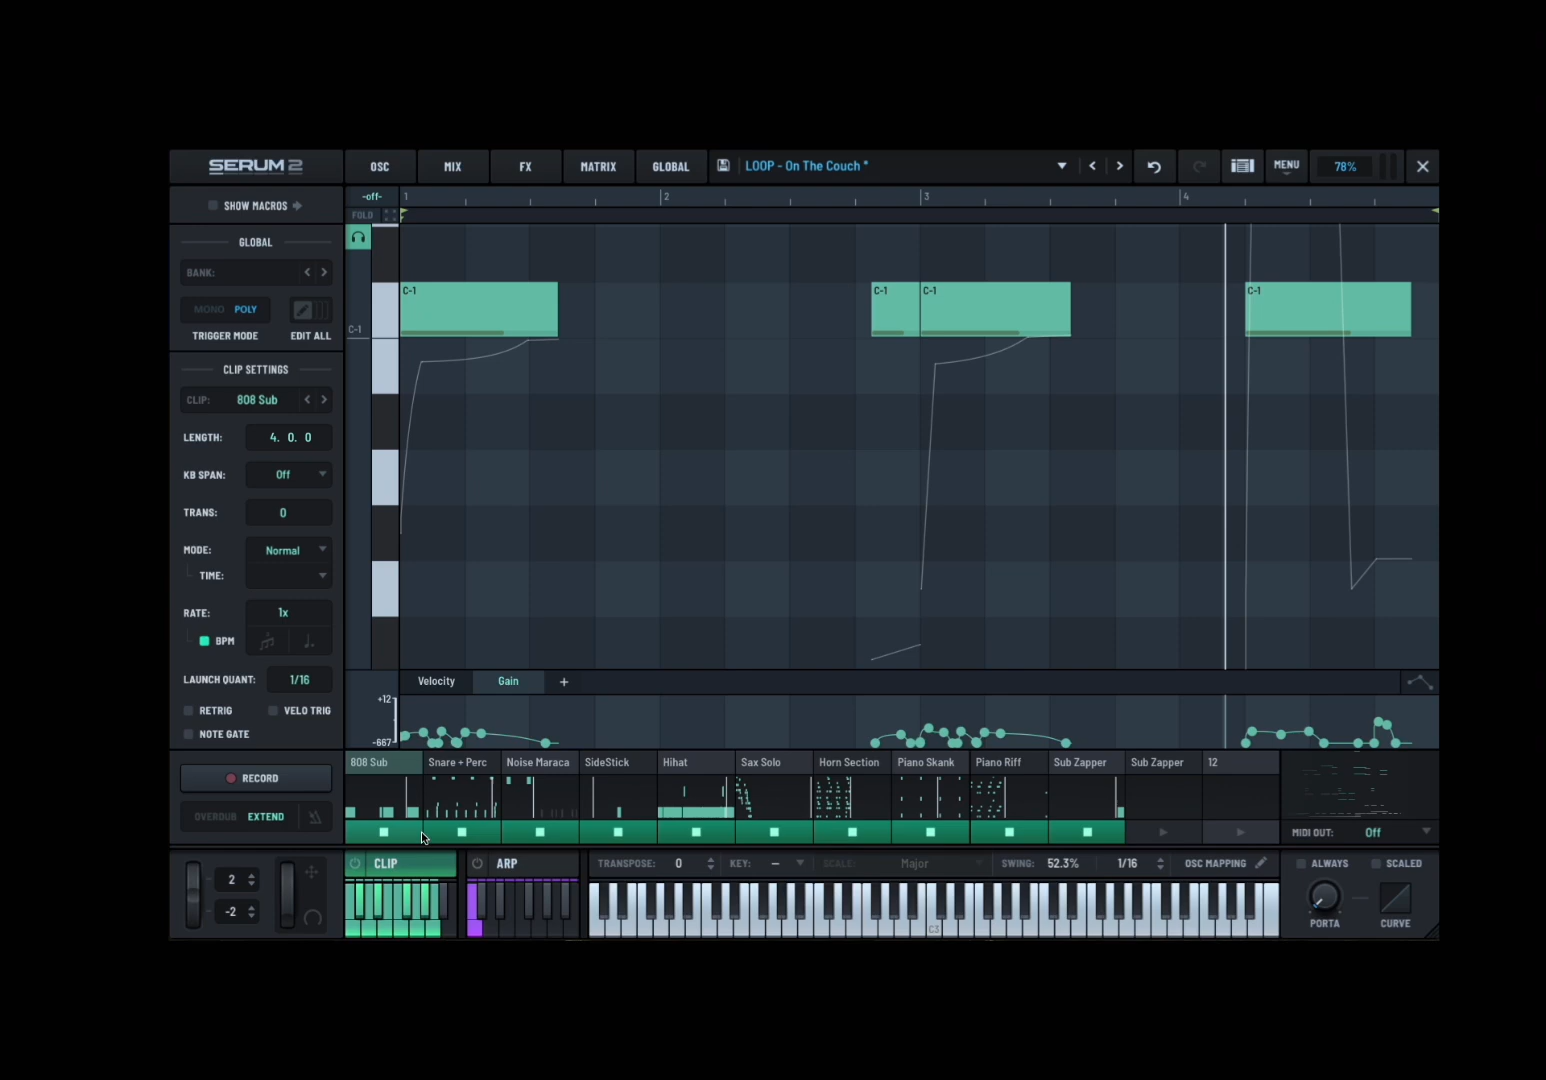 SERUM 2
OSC
MIX
FX
MATRIX
GLOBAL
LOOP - On The Couch *
MENU
78%
SHOW MACROS
-off-
1
2
3
4
FOLD
GLOBAL
BANK:
MONO POLY
TRIGGER MODE
EDIT ALL
C-1
C-1
C-1
C-1
C-1
CLIP SETTINGS
CLIP: 808 Sub
LENGTH: 4. 0. 0
KB SPAN: Off
TRANS: 0
MODE: Normal
TIME:
RATE: 1x
BPM
LAUNCH QUANT: 1/16
RETRIG
VELO TRIG
NOTE GATE
Velocity
Gain
+
+12
-667
RECORD
OVERDUB EXTEND
808 Sub
Snare + Perc
Noise Maraca
SideStick
Hihat
Sax Solo
Horn Section
Piano Skank
Piano Riff
Sub Zapper
Sub Zapper
12
MIDI OUT: Off
2
-2
CLIP
ARP
TRANSPOSE: 0
KEY: –
SCALE: Major
SWING: 52.3% 1/16
OSC MAPPING
ALWAYS
SCALED
C3
PORTA
CURVE